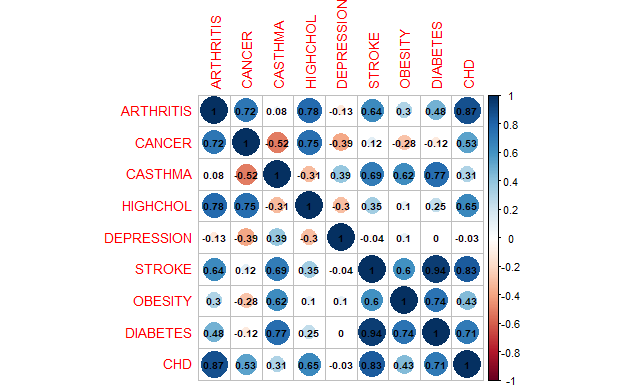 ARTHRITIS CANCER CASTHMA HIGHCHOL DEPRESSION STROKE OBESITY DIABETES CHD
ARTHRITIS 1 0.72 0.08 0.78 -0.13 0.64 0.3 0.48 0.87
CANCER 0.72 1 -0.52 0.75 -0.39 0.12 -0.28 -0.12 0.53
CASTHMA 0.08 -0.52 1 -0.31 0.39 0.69 0.62 0.77 0.31
HIGHCHOL 0.78 0.75 -0.31 1 -0.3 0.35 0.1 0.25 0.65
DEPRESSION -0.13 -0.39 0.39 -0.3 1 -0.04 0.1 0 -0.03
STROKE 0.64 0.12 0.69 0.35 -0.04 1 0.6 0.94 0.83
OBESITY 0.3 -0.28 0.62 0.1 0.1 0.6 1 0.74 0.43
DIABETES 0.48 -0.12 0.77 0.25 0 0.94 0.74 1 0.71
CHD 0.87 0.53 0.31 0.65 -0.03 0.83 0.43 0.71 1
1
0.8
0.6
0.4
0.2
0
-0.2
-0.4
-0.6
-0.8
-1